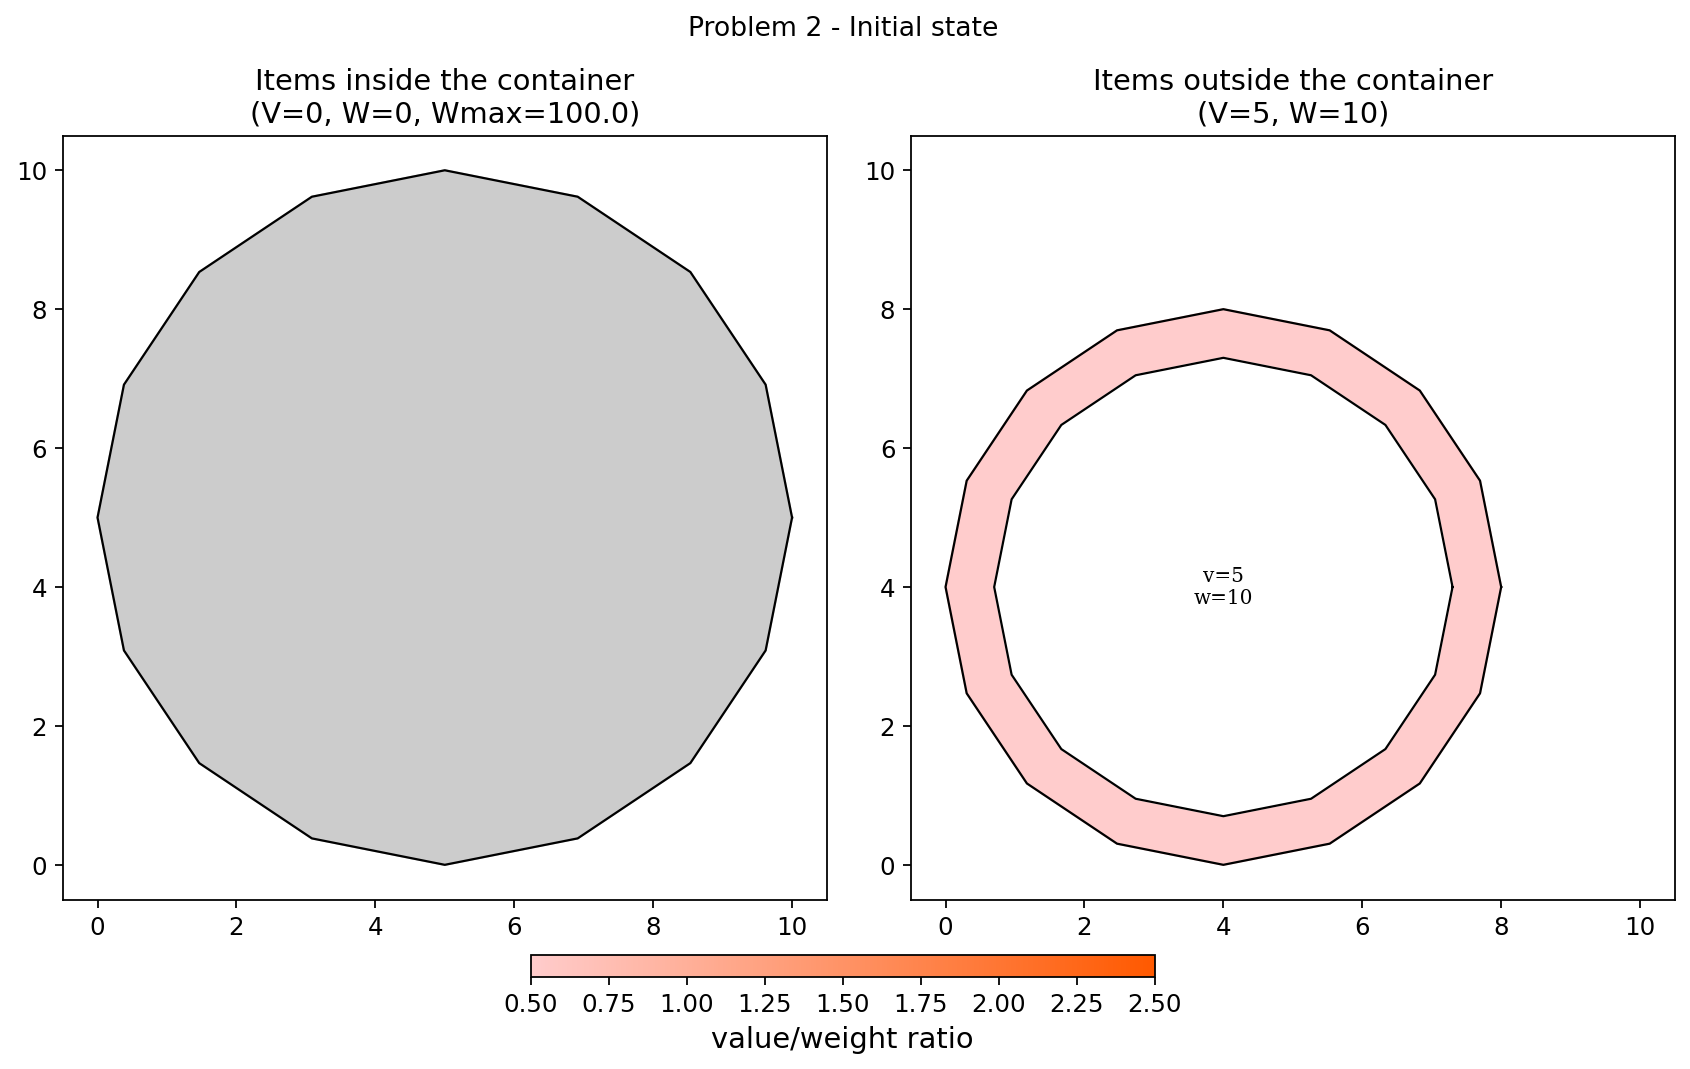 Problem 2 - Initial state
Items inside the container
(V=0, W=0, Wmax=100.0)
10
8
6
4
2
0
0 2 4 6 8 10
Items outside the container
(V=5, W=10)
10
8
6
4
2
0
v=5
w=10
0 2 4 6 8 10
0.50 0.75 1.00 1.25 1.50 1.75 2.00 2.25 2.50
value/weight ratio